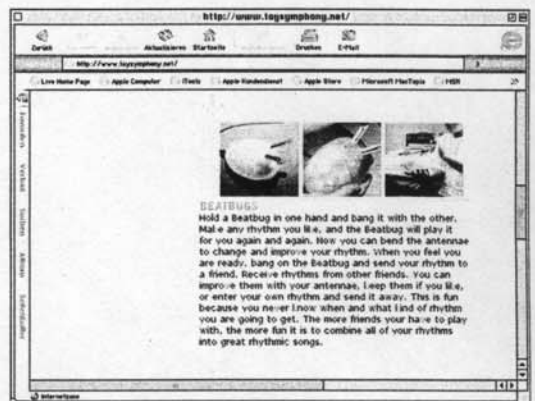 http://www.toysymphony.net/
Zurück Aktualisieren Startseite Drucken E-Mail
http://www.toysymphony.net/
Live Home Page Apple Computer iTools Apple Kundendienst Apple Store Microsoft MacTopia MSN
BEATBUGS
Hold a Beatbug in one hand and bang it with the other.
Make any rhythm you like, and the Beatbug will play it
for you again and again. Now you can bend the antennae
to change and improve your rhythm. When you feel you
are ready, bang on the Beatbug and send your rhythm to
a friend. Receive rhythms from other friends. You can
improve them with your antennae, keep them if you like,
or enter your own rhythm and send it away. This is fun
because you never know when and what kind of rhythm
you are going to get. The more friends your have to play
with, the more fun it is to combine all of your rhythms
into great rhythmic songs.
Internetzone